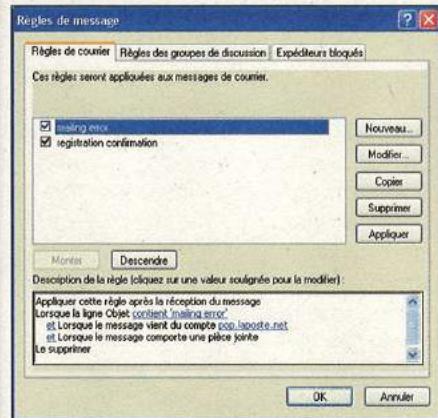 Règles de message
Règles de courrier Règles des groupes de discussion Expéditeurs bloqués
Ces règles seront appliquées aux messages de courrier.
mailing error
registration confirmation
Nouveau...
Modifier...
Copier
Supprimer
Appliquer
Monter Descendre
Description de la règle (cliquez sur une valeur soulignée pour la modifier) :
Appliquer cette règle après la réception du message
Lorsque la ligne Objet contient 'mailing error'
et Lorsque le message vient du compte pop.laposte.net
et Lorsque le message comporte une pièce jointe
Le supprimer
OK Annuler